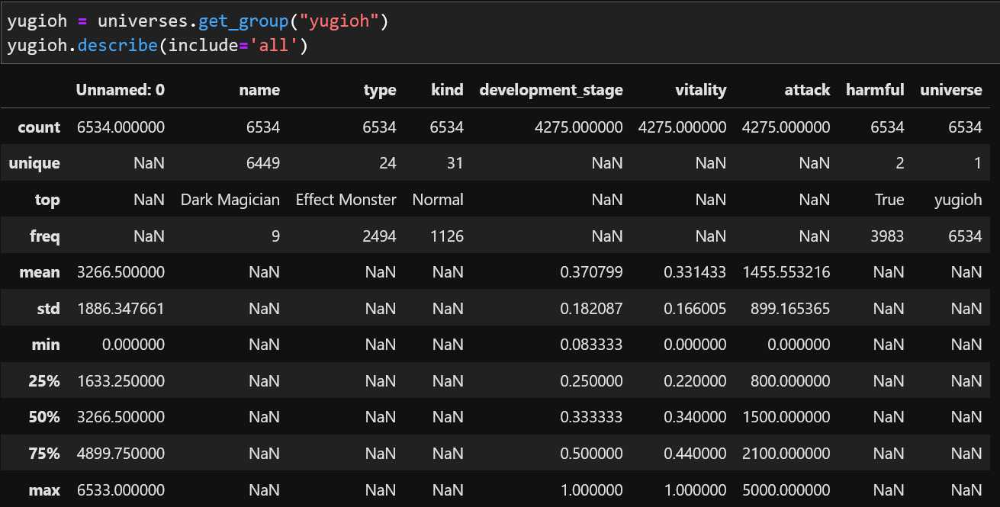 yugioh = universes.get_group("yugioh")
yugioh.describe(include='all')
Unnamed: 0 name type kind development_stage vitality attack harmful universe
count 6534.000000 6534 6534 6534 4275.000000 4275.000000 4275.000000 6534 6534
unique NaN 6449 24 31 NaN NaN NaN 2 1
top NaN Dark Magician Effect Monster Normal NaN NaN NaN True yugioh
freq NaN 9 2494 1126 NaN NaN NaN 3983 6534
mean 3266.500000 NaN NaN NaN 0.370799 0.331433 1455.553216 NaN NaN
std 1886.347661 NaN NaN NaN 0.182087 0.166005 899.165365 NaN NaN
min 0.000000 NaN NaN NaN 0.083333 0.000000 0.000000 NaN NaN
25% 1633.250000 NaN NaN NaN 0.250000 0.220000 800.000000 NaN NaN
50% 3266.500000 NaN NaN NaN 0.333333 0.340000 1500.000000 NaN NaN
75% 4899.750000 NaN NaN NaN 0.500000 0.440000 2100.000000 NaN NaN
max 6533.000000 NaN NaN NaN 1.000000 1.000000 5000.000000 NaN NaN